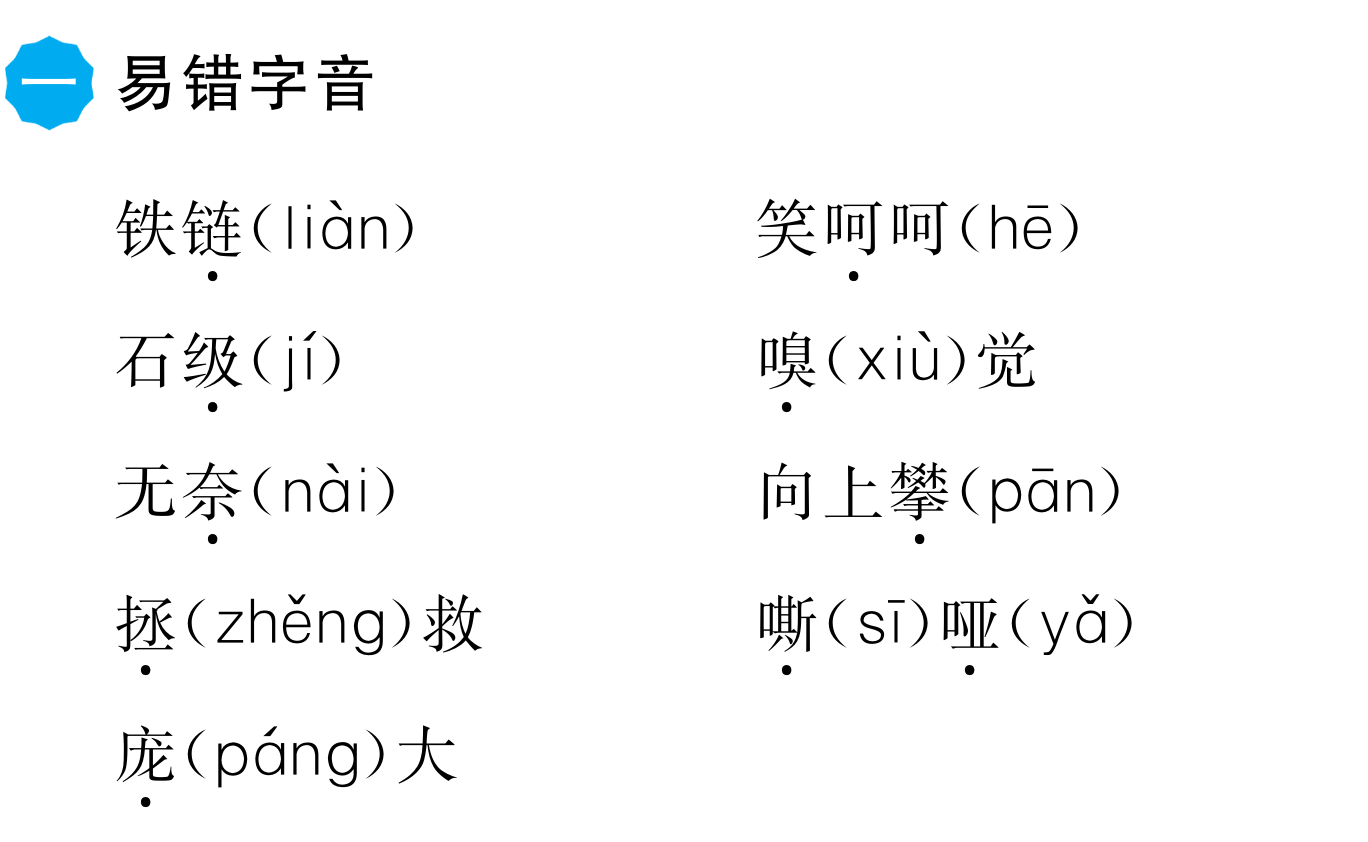 一 易错字音
铁链(liàn) 笑呵呵(hē)
石级(jí) 嗅(xiù)觉
无奈(nài) 向上攀(pān)
拯(zhěng)救 嘶(sī)哑(yǎ)
庞(páng)大